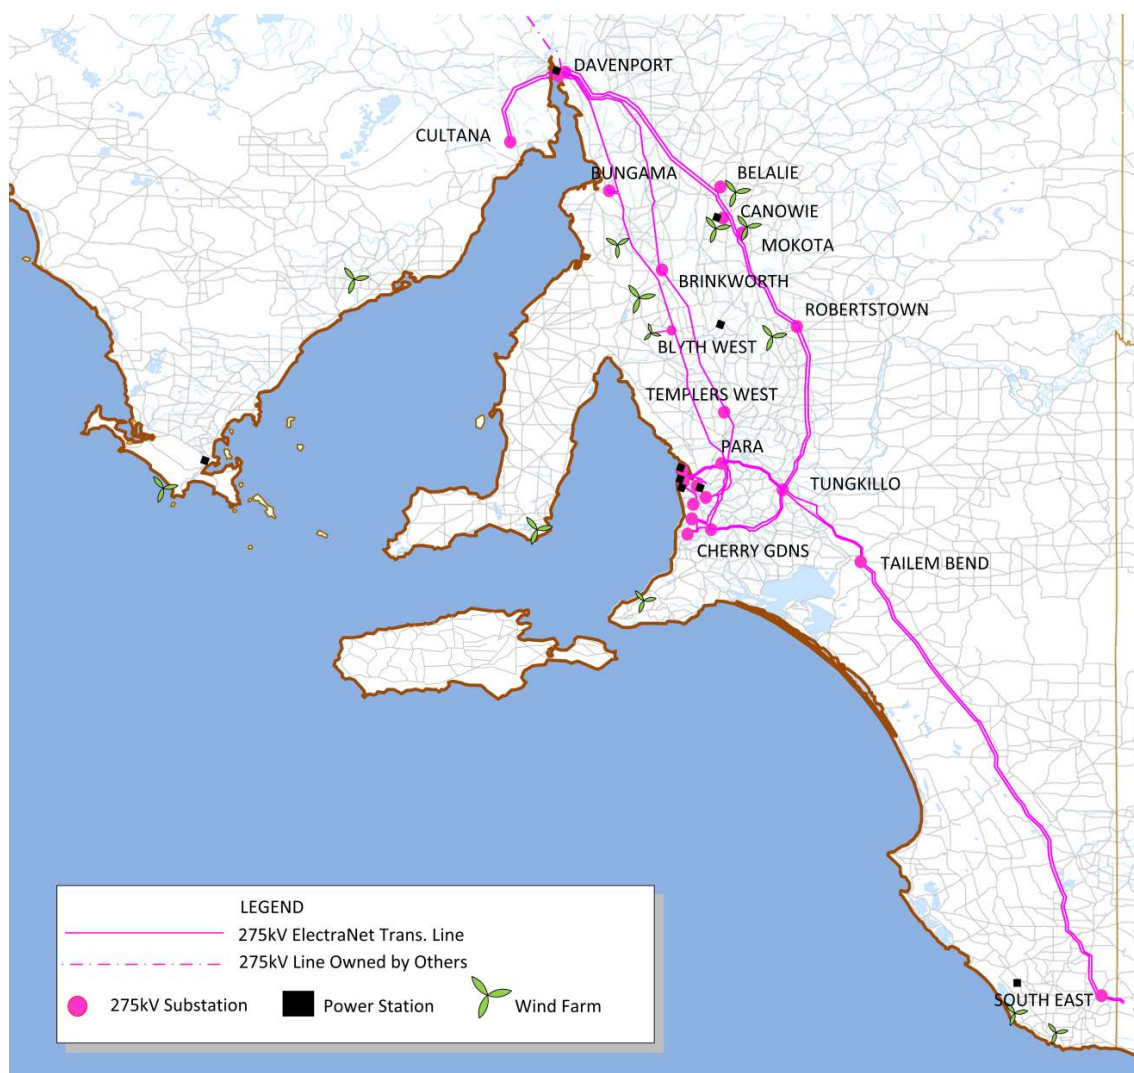 DAVENPORT
CULTANA
BUNGAMA
BELALIE
CANOWIE
MOKOTA
BRINKWORTH
ROBERTSTOWN
BLYTH WEST
TEMPLERS WEST
PARA
TUNGKILLO
CHERRY GDNS
TAILEM BEND
SOUTH EAST
LEGEND
275kV ElectraNet Trans. Line
275kV Line Owned by Others
275kV Substation
Power Station
Wind Farm